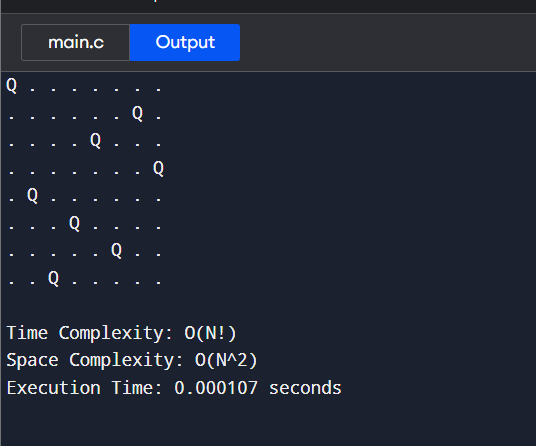 main.c Output
Q . . . . . . .
. . . . . . Q .
. . . . Q . . .
. . . . . . . Q
. Q . . . . . .
. . . Q . . . .
. . . . . Q . .
. . Q . . . . .
Time Complexity: O(N!)
Space Complexity: O(N^2)
Execution Time: 0.000107 seconds